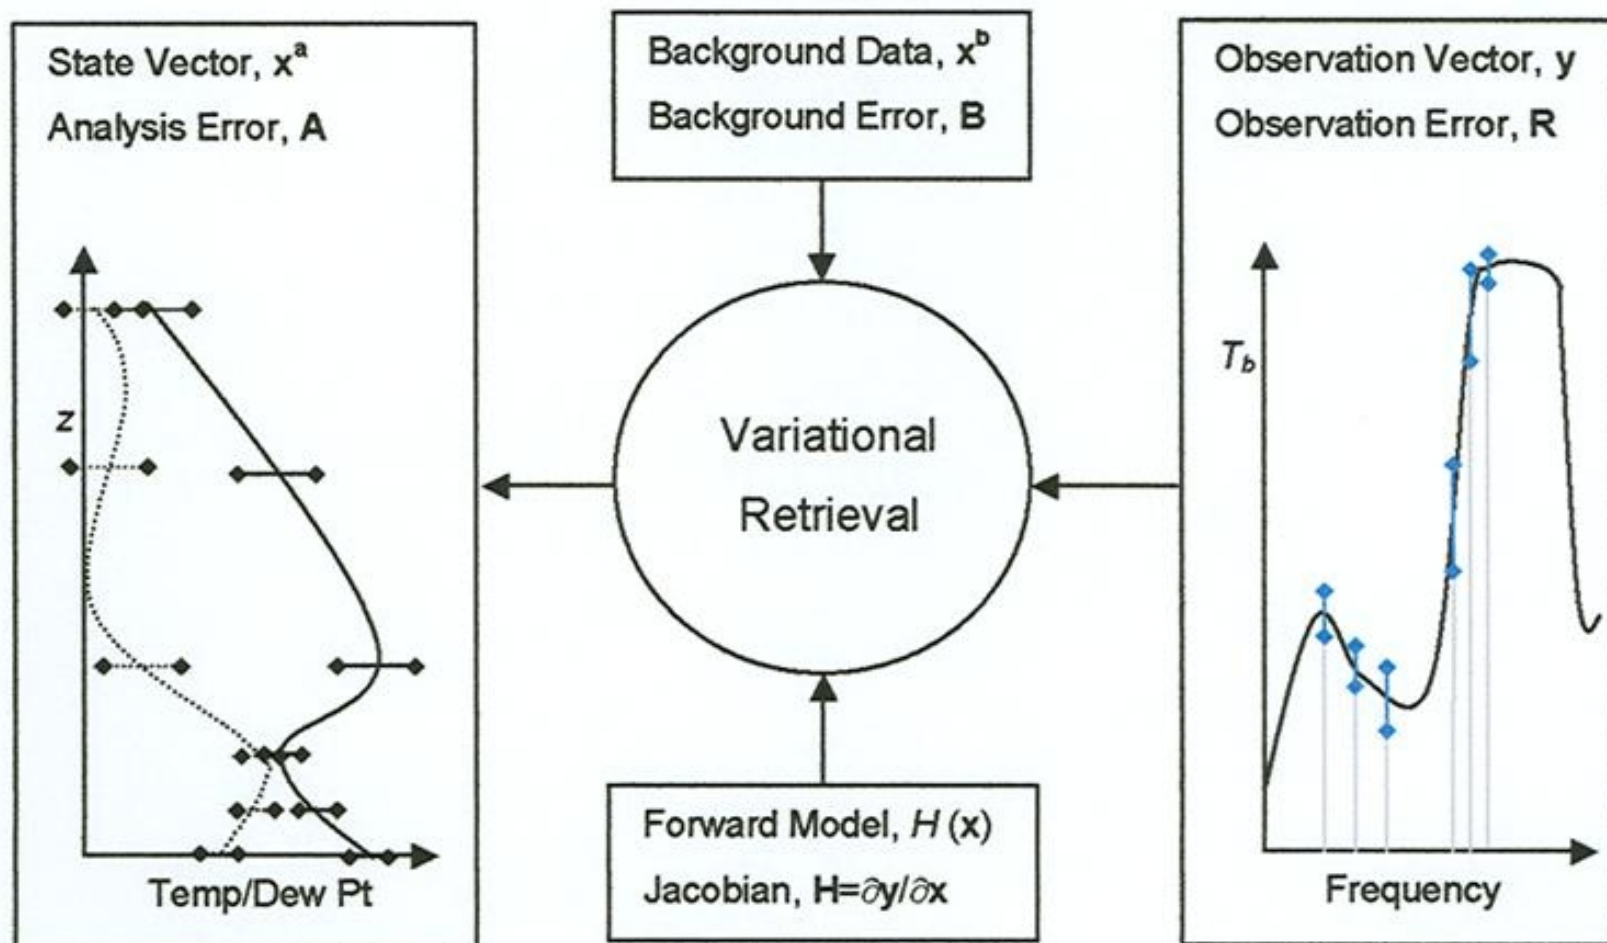 State Vector, xᵃ
Analysis Error, A
z
Temp/Dew Pt
Background Data, xᵇ
Background Error, B
Variational
Retrieval
Forward Model, H (x)
Jacobian, H=∂y/∂x
Observation Vector, y
Observation Error, R
T_b
Frequency